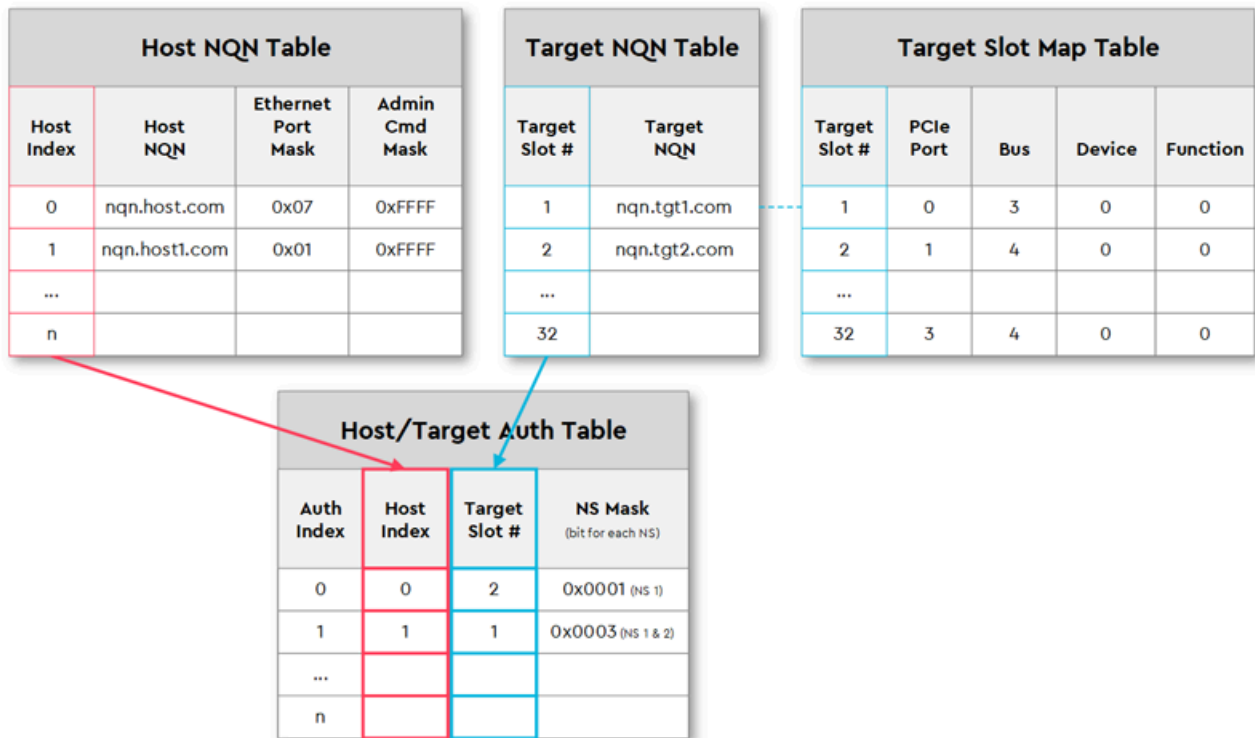 Host NQN Table
Host Index Host NQN Ethernet Port Mask Admin Cmd Mask
0 nqn.host.com 0x07 0xFFFF
1 nqn.host1.com 0x01 0xFFFF
...
n
Target NQN Table
Target Slot # Target NQN
1 nqn.tgt1.com
2 nqn.tgt2.com
...
32
Target Slot Map Table
Target Slot # PCIe Port Bus Device Function
1 0 3 0 0
2 1 4 0 0
...
32 3 4 0 0
Host/Target Auth Table
Auth Index Host Index Target Slot # NS Mask (bit for each NS)
0 0 2 0x0001 (NS 1)
1 1 1 0x0003 (NS 1 & 2)
...
n